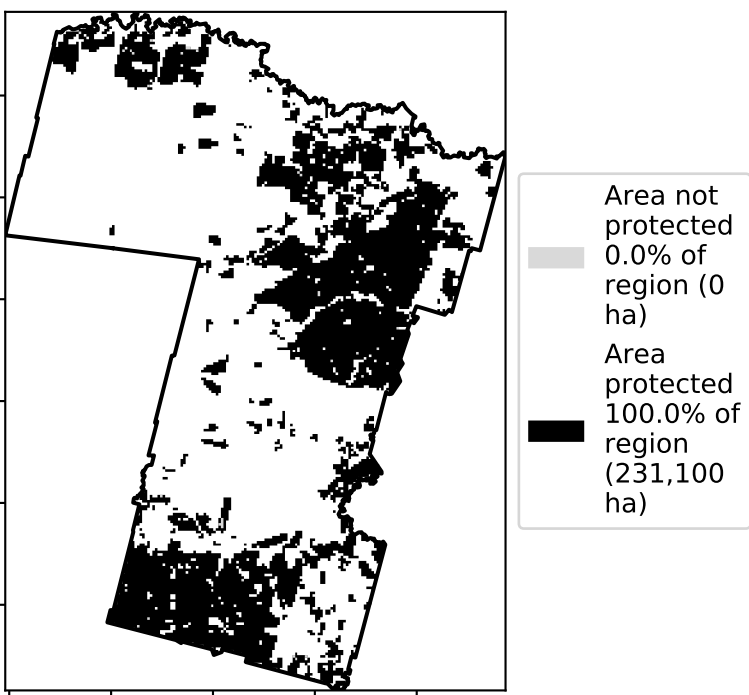 Area not
protected
0.0% of
region (0
ha)
Area
protected
100.0% of
region
(231,100
ha)